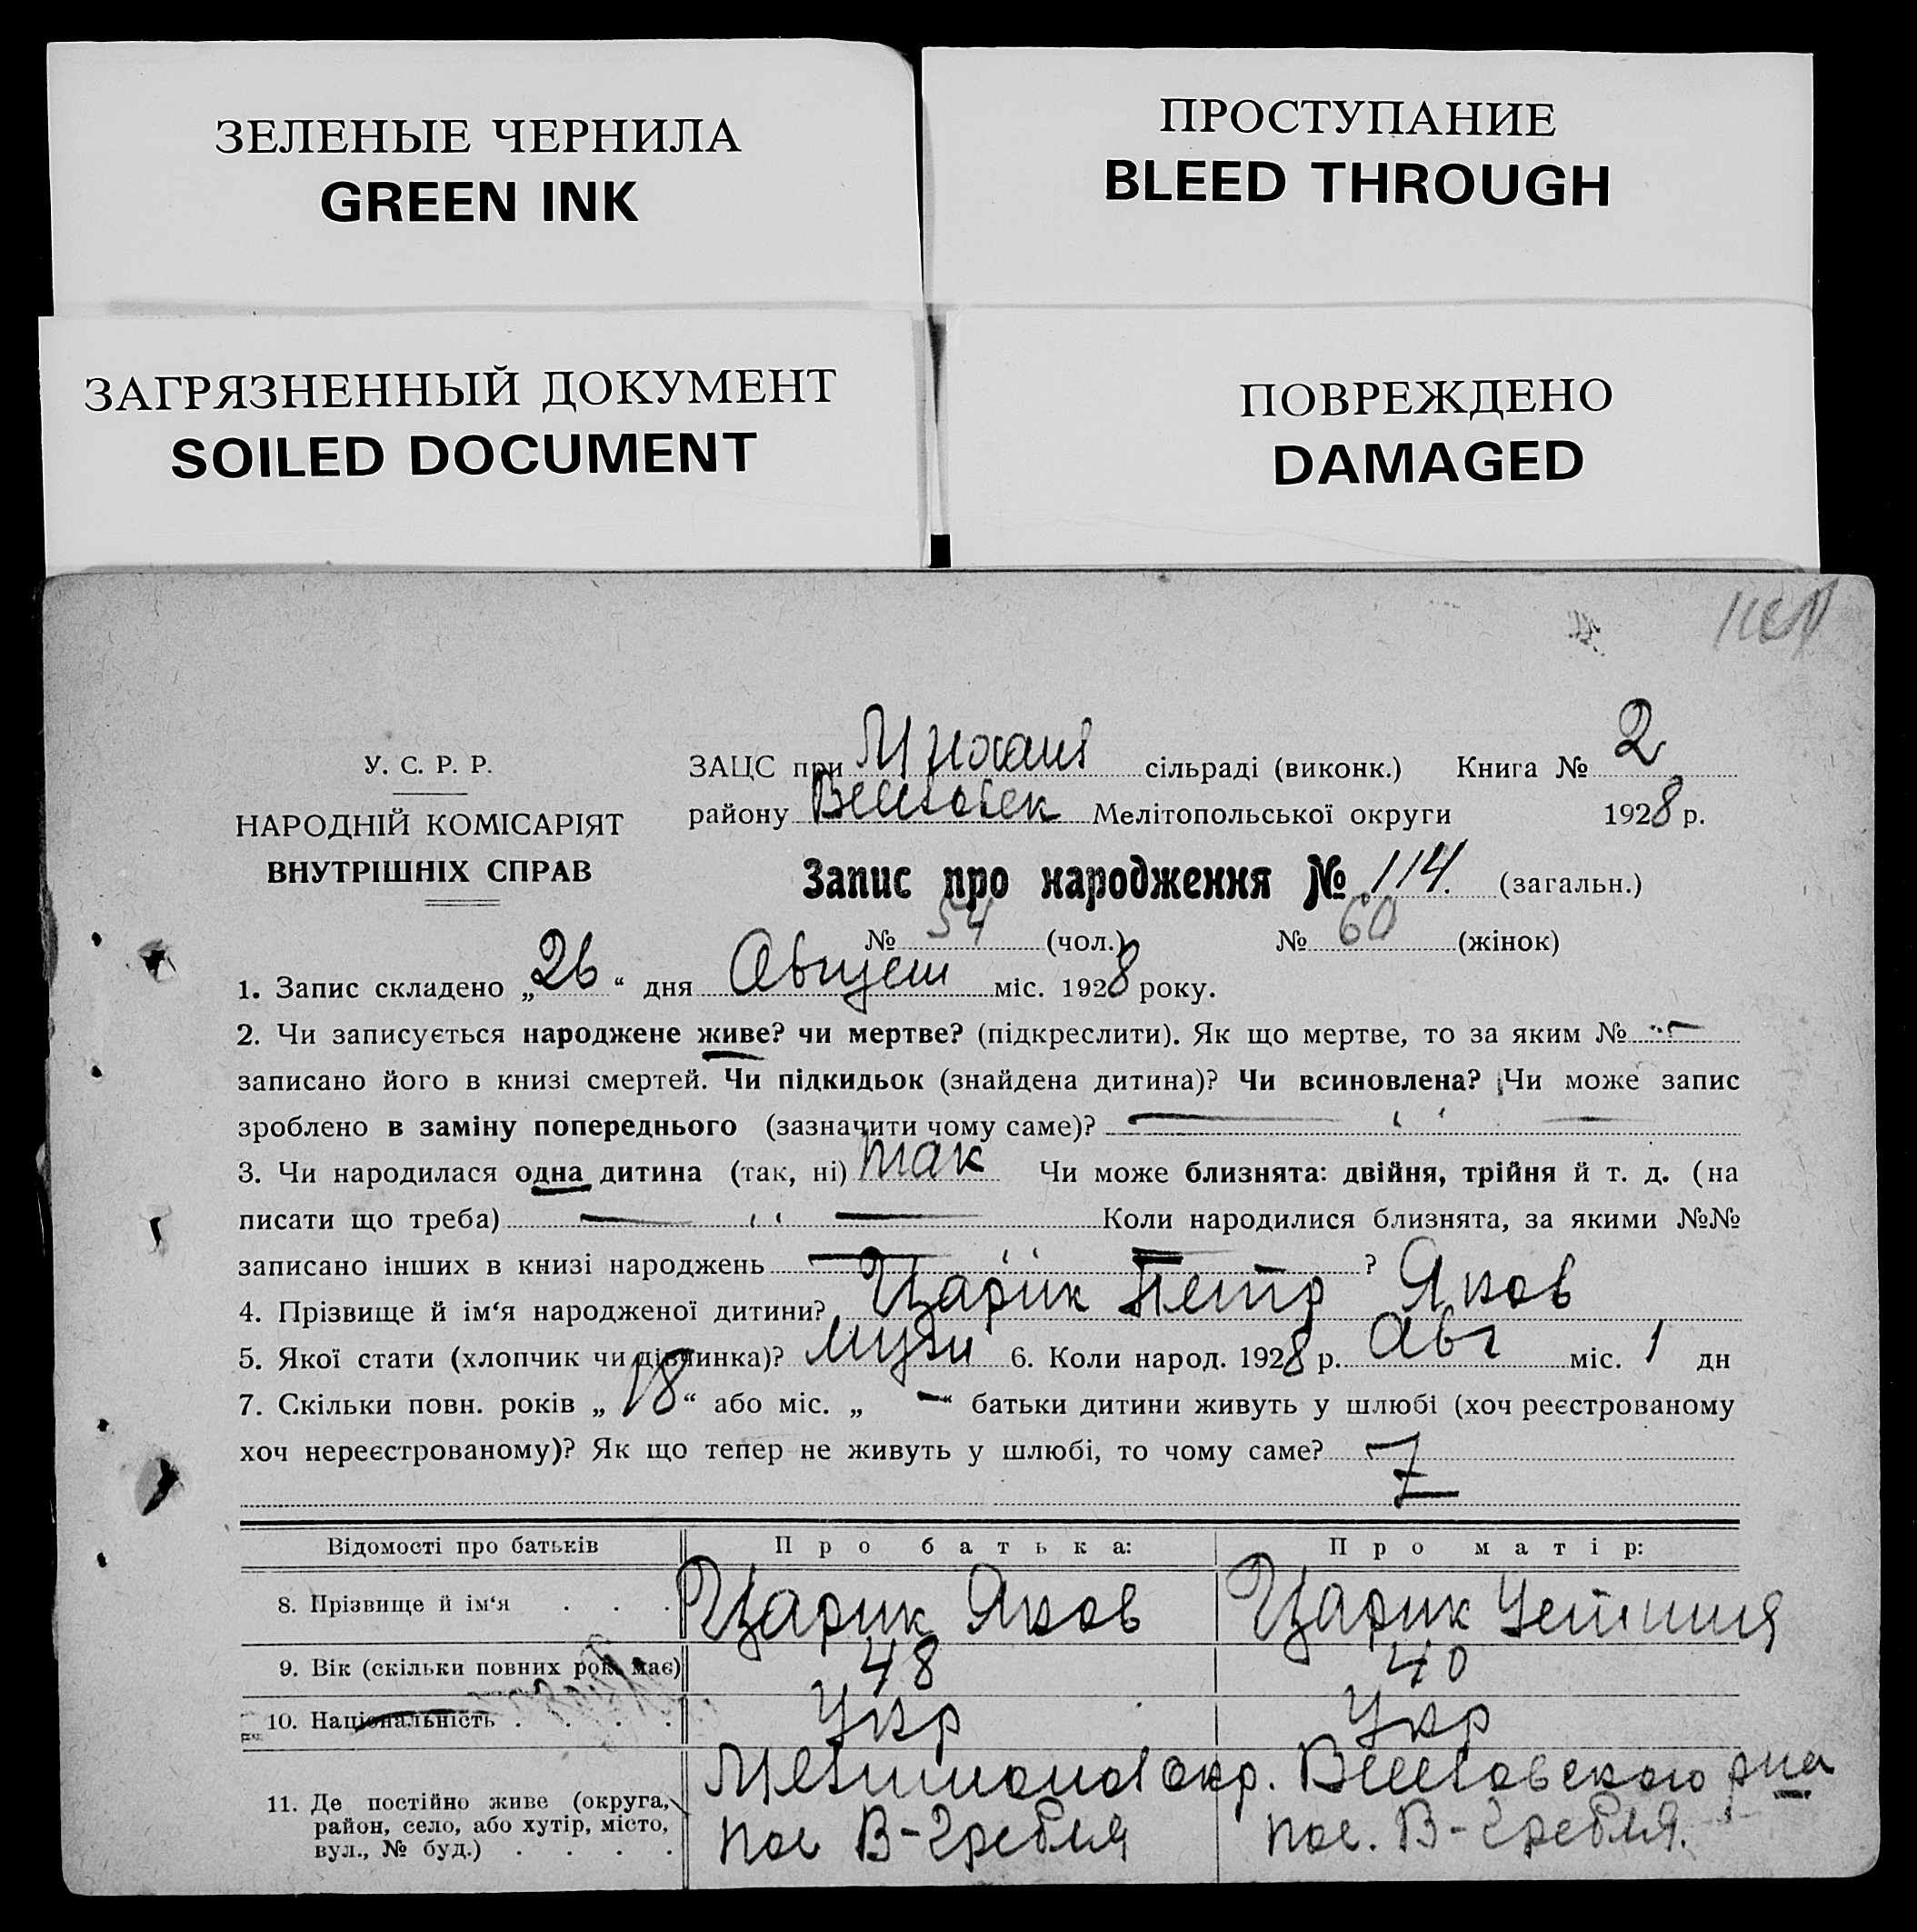 ЗЕЛЕНЫЕ ЧЕРНИЛА
GREEN INK
ПРОСТУПАНИЕ
BLEED THROUGH
ЗАГРЯЗНЕННЫЙ ДОКУМЕНТ
SOILED DOCUMENT
ПОВРЕЖДЕНО
DAMAGED
У. С. Р. Р.
НАРОДНІЙ КОМІСАРІЯТ
ВНУТРІШНІХ СПРАВ
ЗАЦС при сільраді (виконк.) Книга № 2
району Мелітопольської округи 1928 р.
Запис про народження № 114. (загальн.)
№ 54 (чол.) № 60 (жінок)
1. Запис складено „26“ дня Август міс. 1928 року.
2. Чи записується народжене живе? чи мертве? (підкреслити). Як що мертве, то за яким №
записано його в книзі смертей. Чи підкидьок (знайдена дитина)? Чи всиновлена? Чи може запис
зроблено в заміну попереднього (зазначити чому саме)?
3. Чи народилася одна дитина (так, ні) так Чи може близнята: двійня, трійня й т. д. (на
писати що треба) Коли народилися близнята, за якими №№
записано інших в книзі народжень ?
4. Прізвище й ім‘я народженої дитини? Царик Петр Яков
5. Якої стати (хлопчик чи дівчинка)? 6. Коли народ. 1928 р. Авг міс. 1 дн
7. Скільки повн. років „18“ або міс. „—“ батьки дитини живуть у шлюбі (хоч реєстрованому
хоч нереєстрованому)? Як що тепер не живуть у шлюбі, то чому саме?
Відомості про батьків Про батька: Про матір:
8. Прізвище й ім‘я . . . Царик Яков Царик
9. Вік (скільки повних рок. має) 48 40
10. Національність . . . . Укр Укр
11. Де постійно живе (округа, район, село, або хутір, місто, вул., № буд.) . . . .
окр. рна
пос В-Гребля пос. В-Гребля.